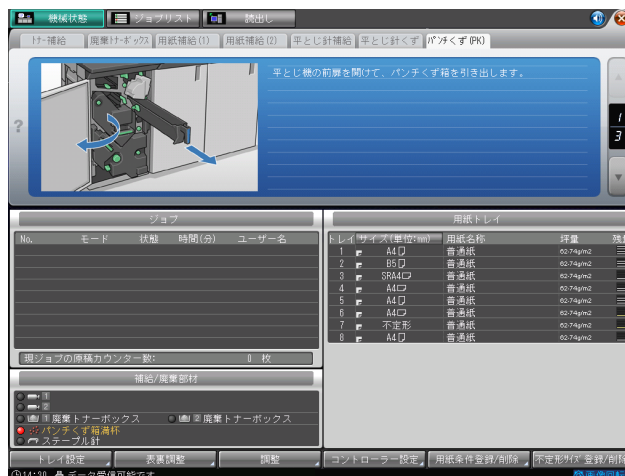 機械状態 ジョブリスト 読出し
トナー補給 廃棄トナーボックス 用紙補給(1) 用紙補給(2) 平とじ針補給 平とじ針くず パンチくず(PK)
平とじ機の前扉を開けて、パンチくず箱を引き出します。
?
1
3
ジョブ
No. モード 状態 時間(分) ユーザー名
現ジョブの原稿カウンター数: 0 枚
用紙トレイ
トレイ サイズ(単位:mm) 用紙名称 坪量
1 A4 普通紙 62-74g/m2
2 B5 普通紙 62-74g/m2
3 SRA4 普通紙 62-74g/m2
4 A4 普通紙 62-74g/m2
5 A4 普通紙 62-74g/m2
6 A4 普通紙 62-74g/m2
7 不定形 普通紙 62-74g/m2
8 A4 普通紙 62-74g/m2
補給/廃棄部材
1
2
1 廃棄トナーボックス 2 廃棄トナーボックス
パンチくず箱満杯
ステープル針
トレイ設定 表裏調整 調整 コントローラー設定 用紙条件登録/削除 不定形サイズ 登録/削除
14:30 データ受信可能です 画像回転